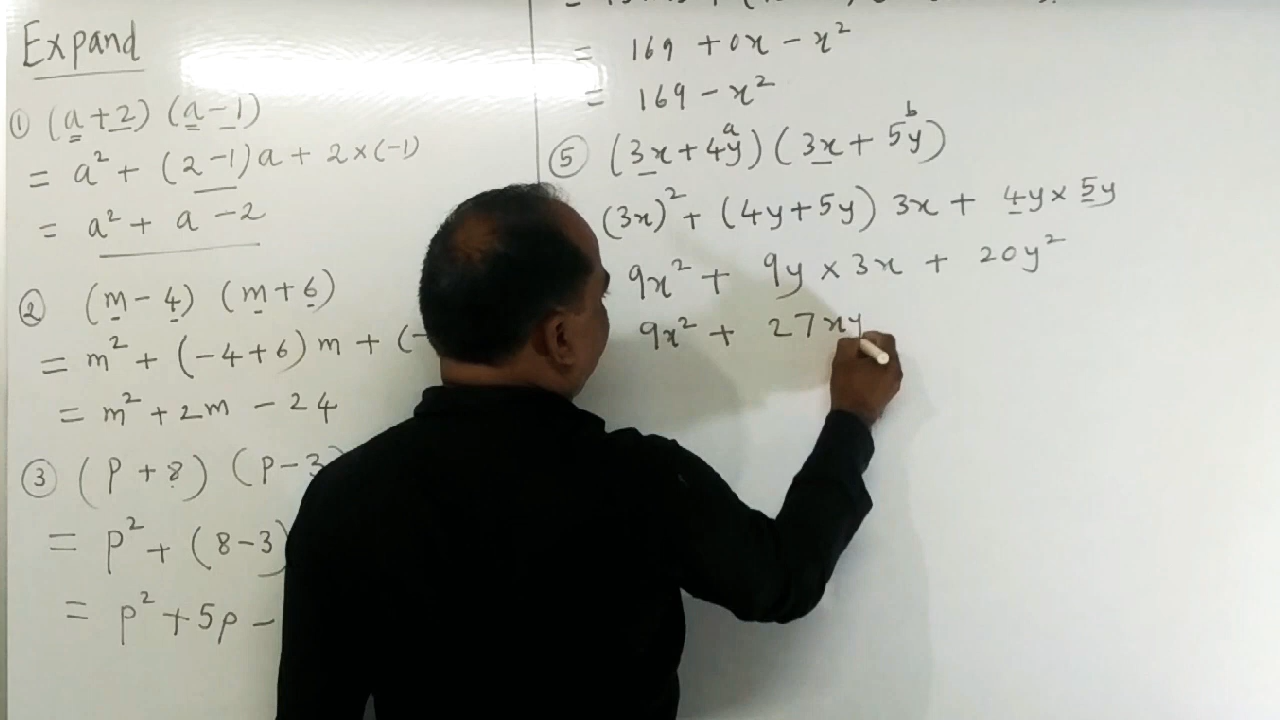 Expand
① (a+2) (a-1)
= a² + (2-1)a + 2×(-1)
= a² + a - 2
② (m-4) (m+6)
= m² + (-4+6) m + (-
= m² + 2m - 24
③ (p+8) (p-3)
= p² + (8-3)
= p² + 5p -
= 169 + 0x - x²
= 169 - x²
a b
⑤ (3x+4y) (3x+5y)
(3x)² + (4y+5y) 3x + 4y × 5y
9x² + 9y × 3x + 20y²
9x² + 27xy